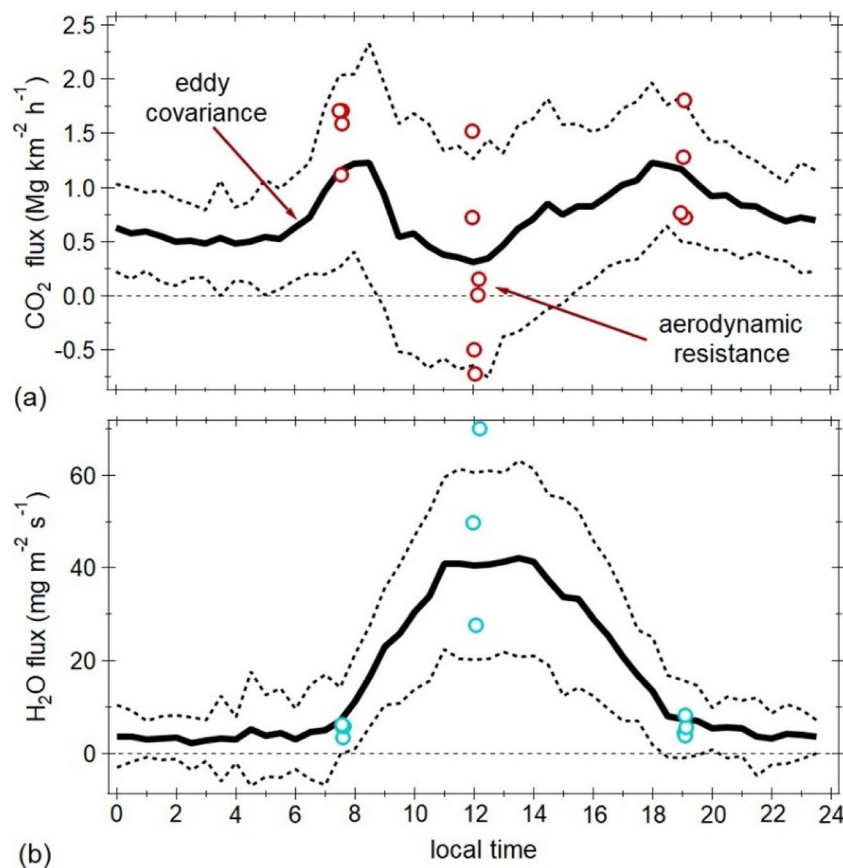 2.5
2.0
1.5
1.0
0.5
0.0
-0.5
CO2 flux (Mg km-2 h-1)
eddy
covariance
aerodynamic
resistance
(a)
60
40
20
0
H2O flux (mg m-2 s-1)
0 2 4 6 8 10 12 14 16 18 20 22 24
local time
(b)